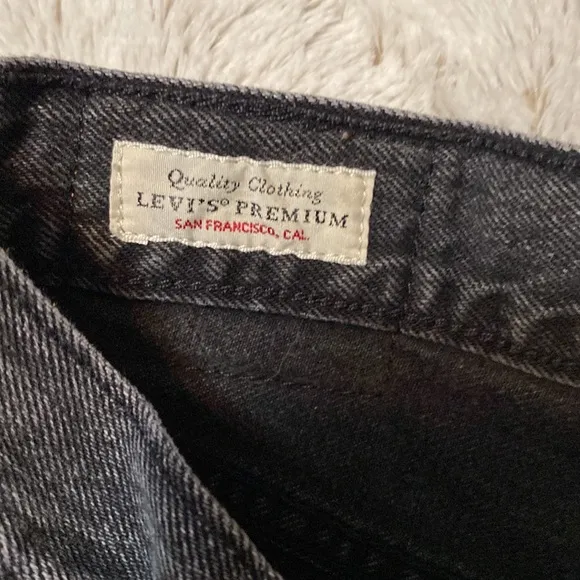 Quality Clothing
LEVI'S® PREMIUM
SAN FRANCISCO, CAL.